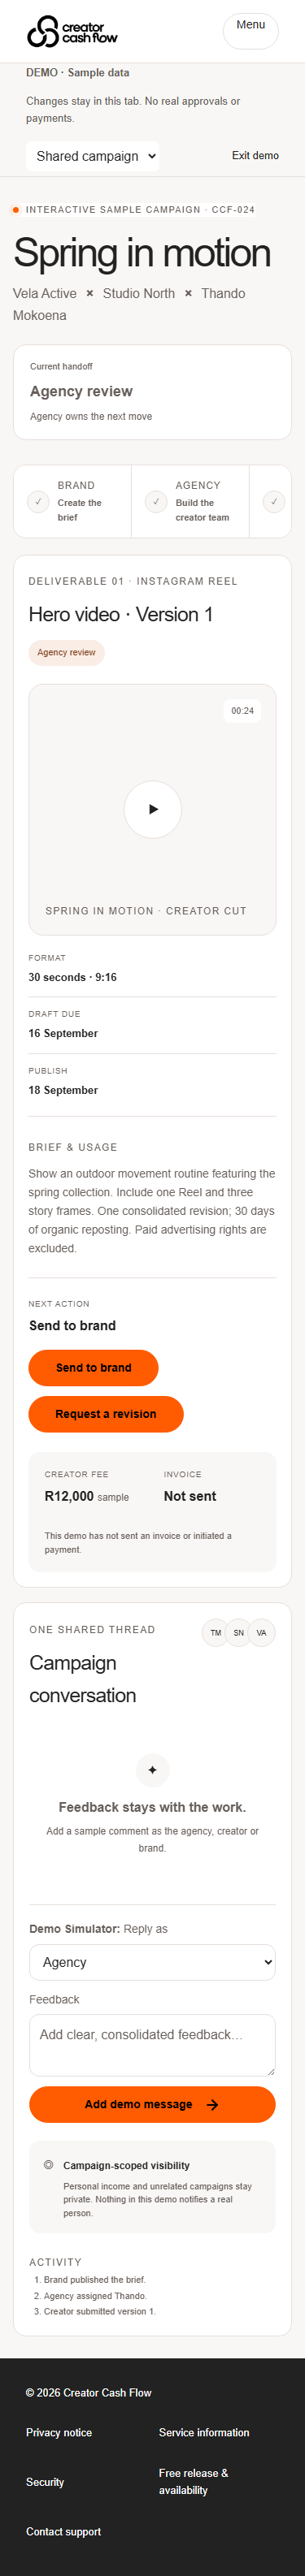 creator
cash flow
Menu
DEMO · Sample data
Changes stay in this tab. No real approvals or
payments.
Shared campaign
Exit demo
INTERACTIVE SAMPLE CAMPAIGN · CCF-024
Spring in motion
Vela Active × Studio North × Thando
Mokoena
Current handoff
Agency review
Agency owns the next move
✓
BRAND
Create the
brief
✓
AGENCY
Build the
creator team
✓
DELIVERABLE 01 · INSTAGRAM REEL
Hero video · Version 1
Agency review
00:24
SPRING IN MOTION · CREATOR CUT
FORMAT
30 seconds · 9:16
DRAFT DUE
16 September
PUBLISH
18 September
BRIEF & USAGE
Show an outdoor movement routine featuring the
spring collection. Include one Reel and three
story frames. One consolidated revision; 30 days
of organic reposting. Paid advertising rights are
excluded.
NEXT ACTION
Send to brand
Send to brand
Request a revision
CREATOR FEE
R12,000 sample
INVOICE
Not sent
This demo has not sent an invoice or initiated a
payment.
ONE SHARED THREAD
TM SN VA
Campaign
conversation
Feedback stays with the work.
Add a sample comment as the agency, creator or
brand.
Demo Simulator: Reply as
Agency
Feedback
Add clear, consolidated feedback…
Add demo message →
Campaign-scoped visibility
Personal income and unrelated campaigns stay
private. Nothing in this demo notifies a real
person.
ACTIVITY
1. Brand published the brief.
2. Agency assigned Thando.
3. Creator submitted version 1.
© 2026 Creator Cash Flow
Privacy notice
Service information
Security
Free release &
availability
Contact support